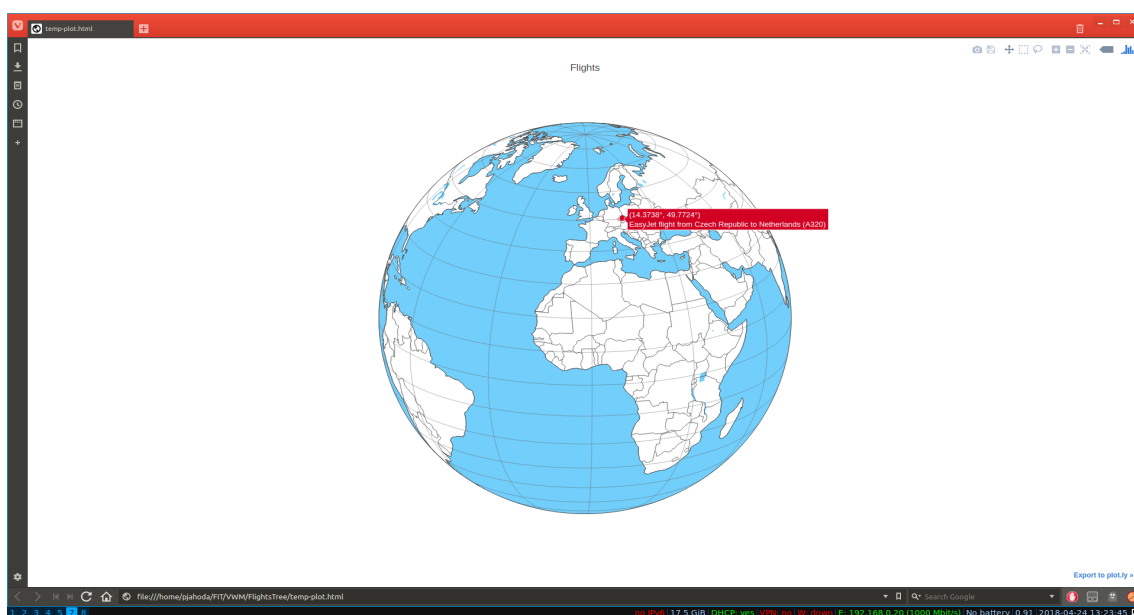 temp-plot.html
Flights
(14.3738°, 49.7724°)
EasyJet flight from Czech Republic to Netherlands (A320)
Export to plot.ly »
file:///home/pjahoda/FIT/VWM/FlightsTree/temp-plot.html
Search Google
1 2 3 4 5 7 8
no IPv6 17.5 GiB DHCP: yes VPN: no W: down E: 192.168.0.20 (1000 Mbit/s) No battery 0.91 2018-04-24 13:23:45